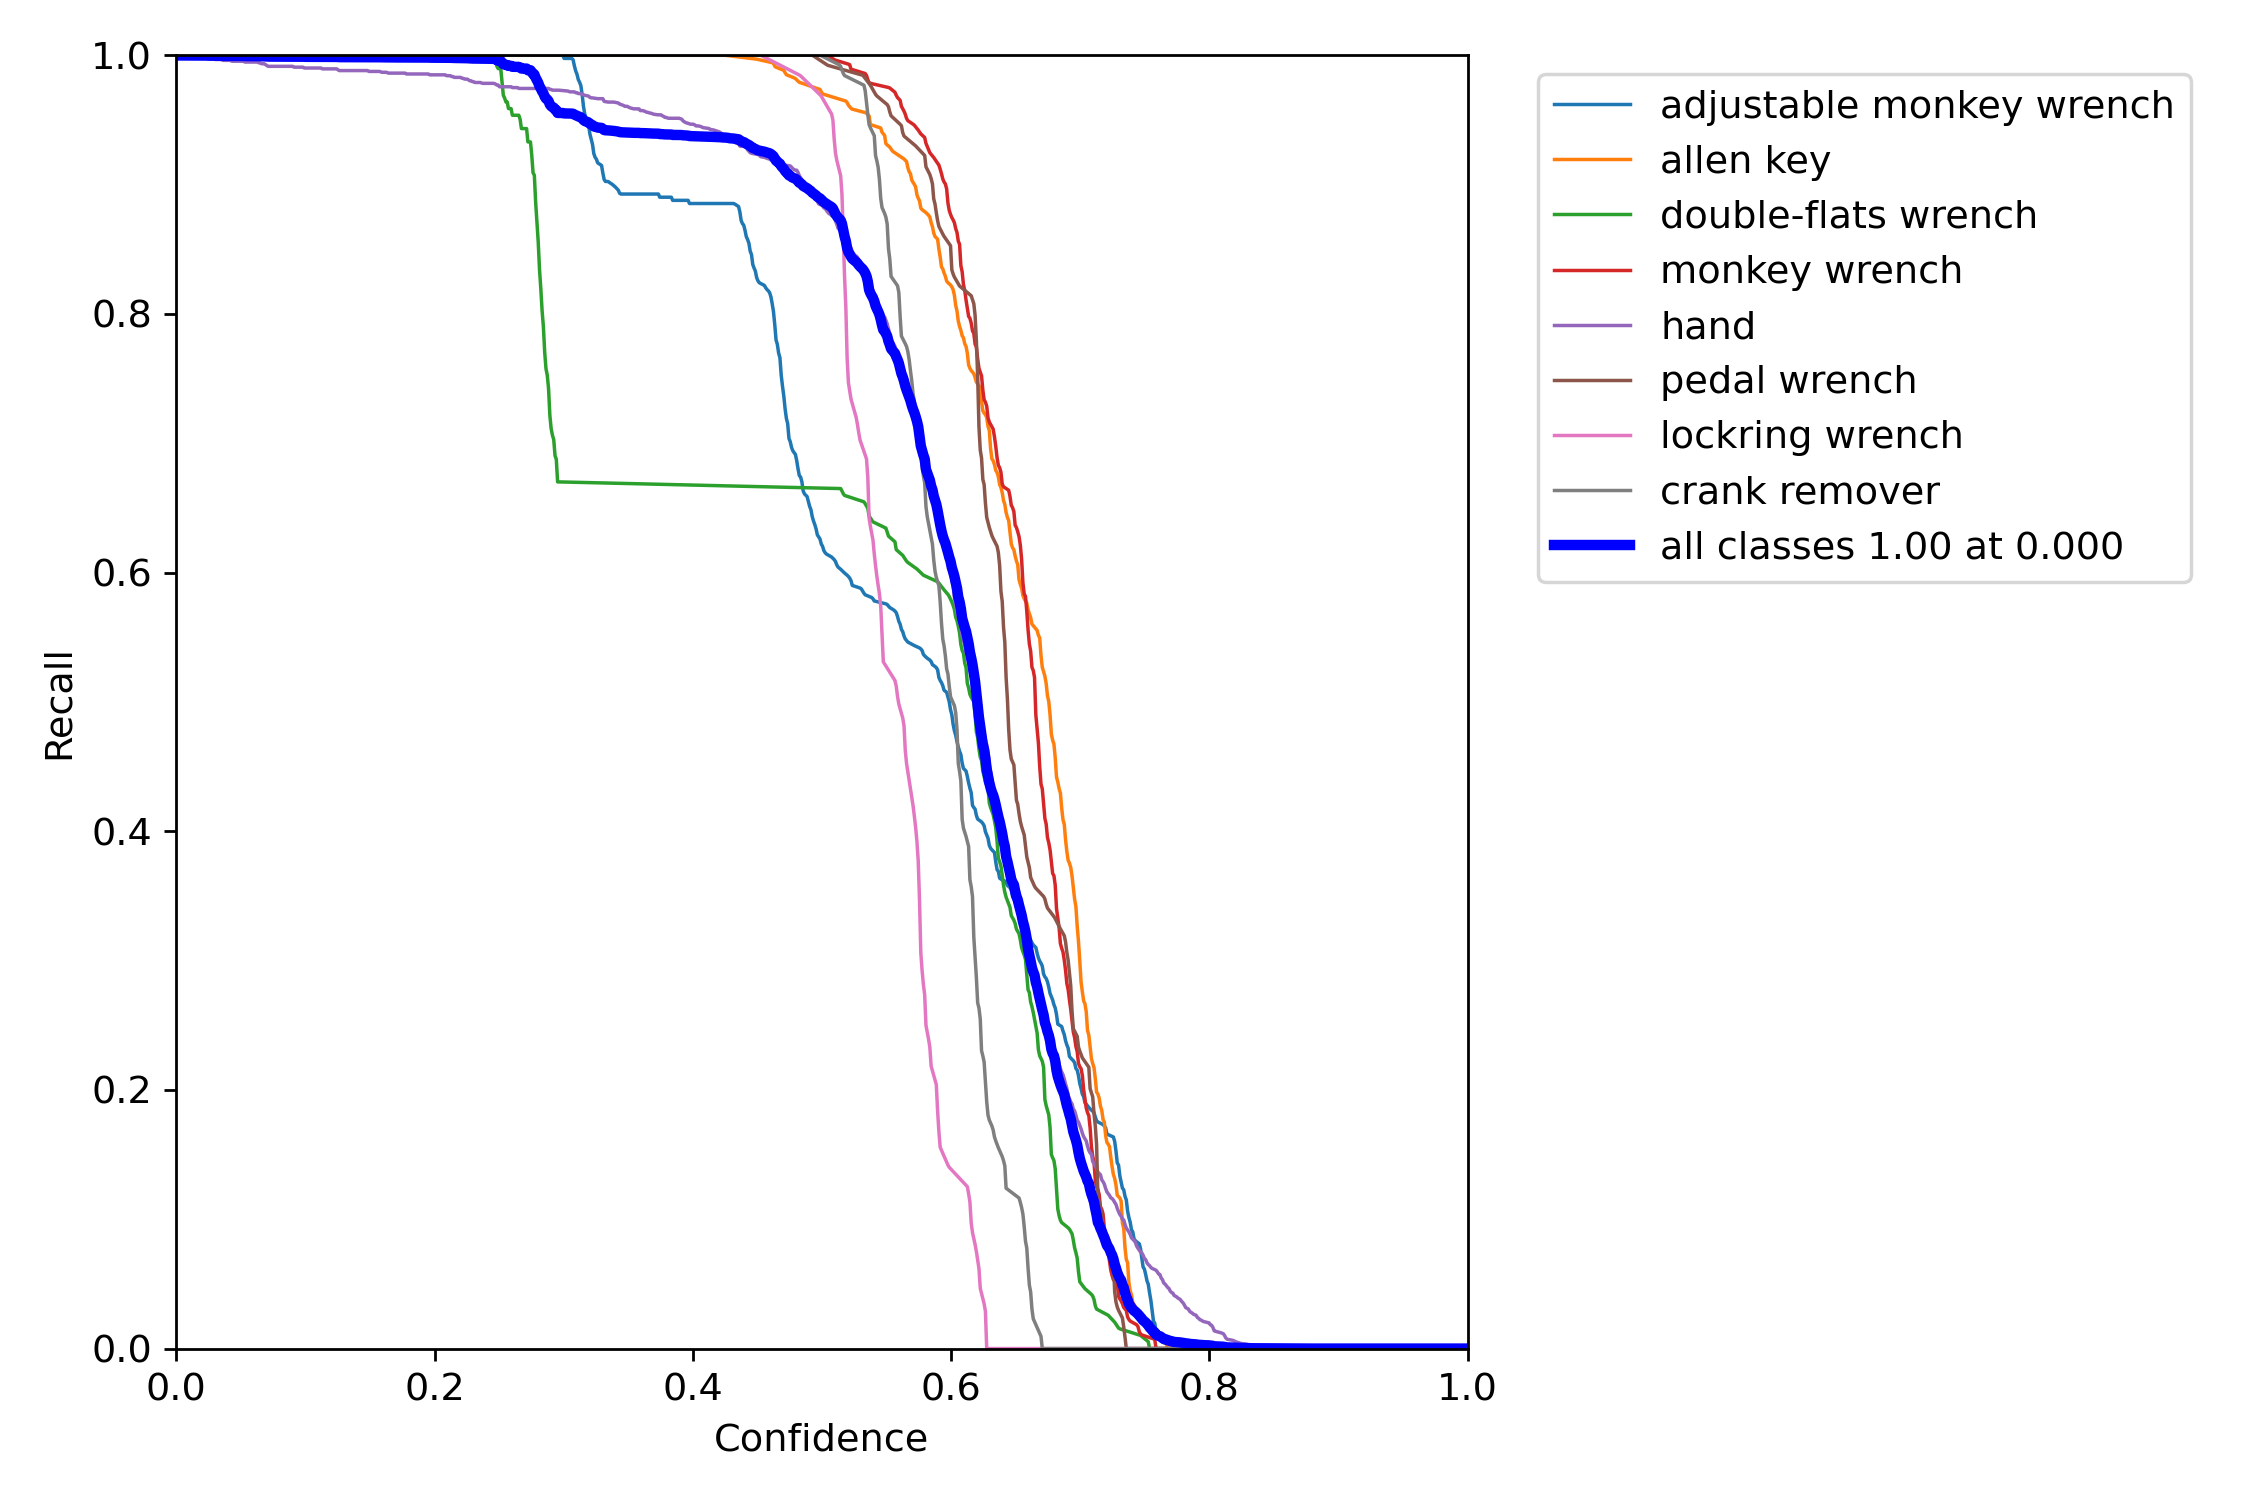 1.0
0.8
0.6
0.4
0.2
0.0
Recall
0.0 0.2 0.4 0.6 0.8 1.0
Confidence
adjustable monkey wrench
allen key
double-flats wrench
monkey wrench
hand
pedal wrench
lockring wrench
crank remover
all classes 1.00 at 0.000